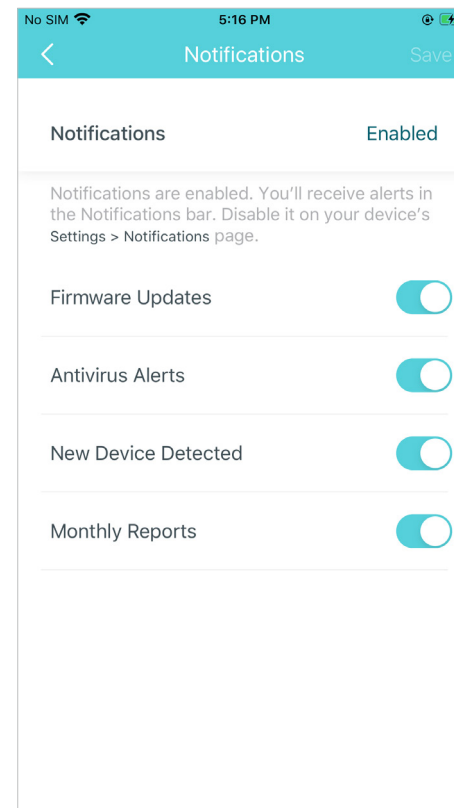 No SIM 5:16 PM
Notifications Save
Notifications Enabled
Notifications are enabled. You'll receive alerts in
the Notifications bar. Disable it on your device's
Settings > Notifications page.
Firmware Updates
Antivirus Alerts
New Device Detected
Monthly Reports